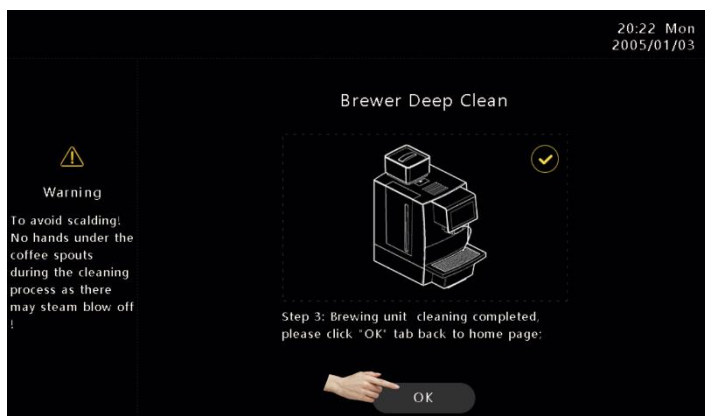 20:22 Mon
2005/01/03
Brewer Deep Clean
Warning
To avoid scalding!
No hands under the
coffee spouts
during the cleaning
process as there
may steam blow off
!
Step 3: Brewing unit cleaning completed,
please click "OK" tab back to home page;
OK